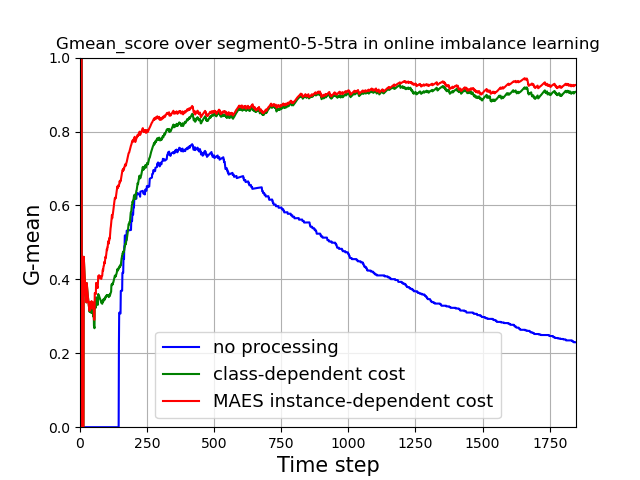 Gmean_score over segment0-5-5tra in online imbalance learning
1.0
0.8
0.6
0.4
0.2
0.0
G-mean
no processing
class-dependent cost
MAES instance-dependent cost
0 250 500 750 1000 1250 1500 1750
Time step